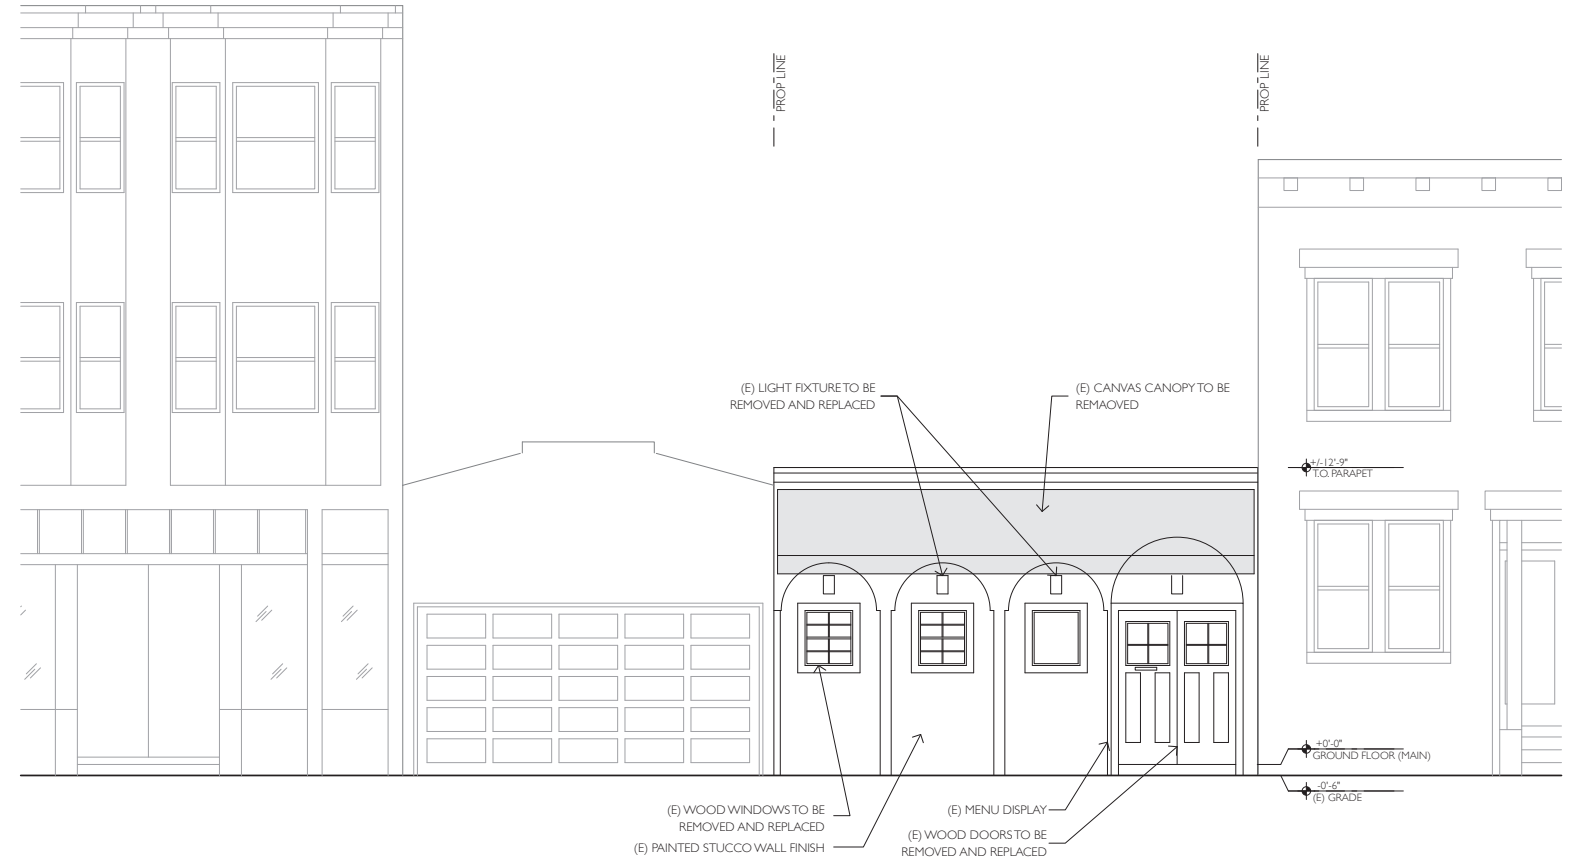 PROP LINE
PROP LINE
(E) LIGHT FIXTURE TO BE
REMOVED AND REPLACED
(E) CANVAS CANOPY TO BE
REMAOVED
+/-12'-9"
T.O. PARAPET
+0'-0"
GROUND FLOOR (MAIN)
-0'-6"
(E) GRADE
(E) WOOD WINDOWS TO BE
REMOVED AND REPLACED
(E) PAINTED STUCCO WALL FINISH
(E) MENU DISPLAY
(E) WOOD DOORS TO BE
REMOVED AND REPLACED